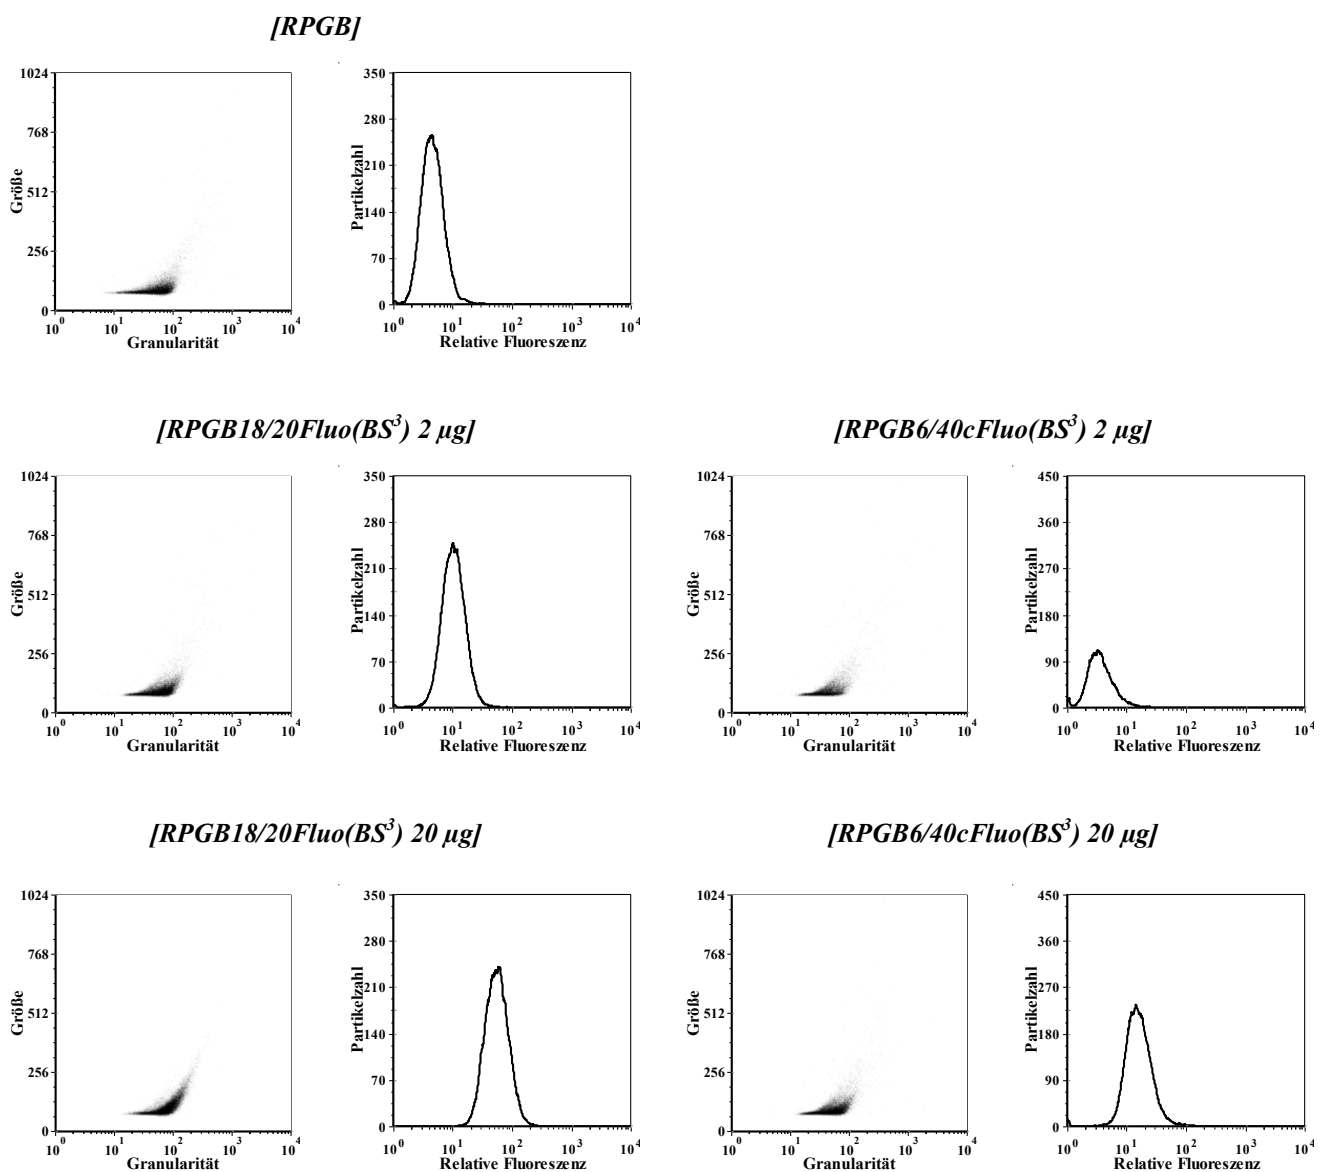 [RPGB]
1024
768
512
256
0
Größe
10^0 10^1 10^2 10^3 10^4
Granularität
350
280
210
140
70
0
Partikelzahl
10^0 10^1 10^2 10^3 10^4
Relative Fluoreszenz
[RPGB18/20Fluo(BS^3) 2 µg]
1024
768
512
256
0
Größe
10^0 10^1 10^2 10^3 10^4
Granularität
350
280
210
140
70
0
Partikelzahl
10^0 10^1 10^2 10^3 10^4
Relative Fluoreszenz
[RPGB6/40cFluo(BS^3) 2 µg]
1024
768
512
256
0
Größe
10^0 10^1 10^2 10^3 10^4
Granularität
450
360
270
180
90
0
Partikelzahl
10^0 10^1 10^2 10^3 10^4
Relative Fluoreszenz
[RPGB18/20Fluo(BS^3) 20 µg]
1024
768
512
256
0
Größe
10^0 10^1 10^2 10^3 10^4
Granularität
350
280
210
140
70
0
Partikelzahl
10^0 10^1 10^2 10^3 10^4
Relative Fluoreszenz
[RPGB6/40cFluo(BS^3) 20 µg]
1024
768
512
256
0
Größe
10^0 10^1 10^2 10^3 10^4
Granularität
450
360
270
180
90
0
Partikelzahl
10^0 10^1 10^2 10^3 10^4
Relative Fluoreszenz